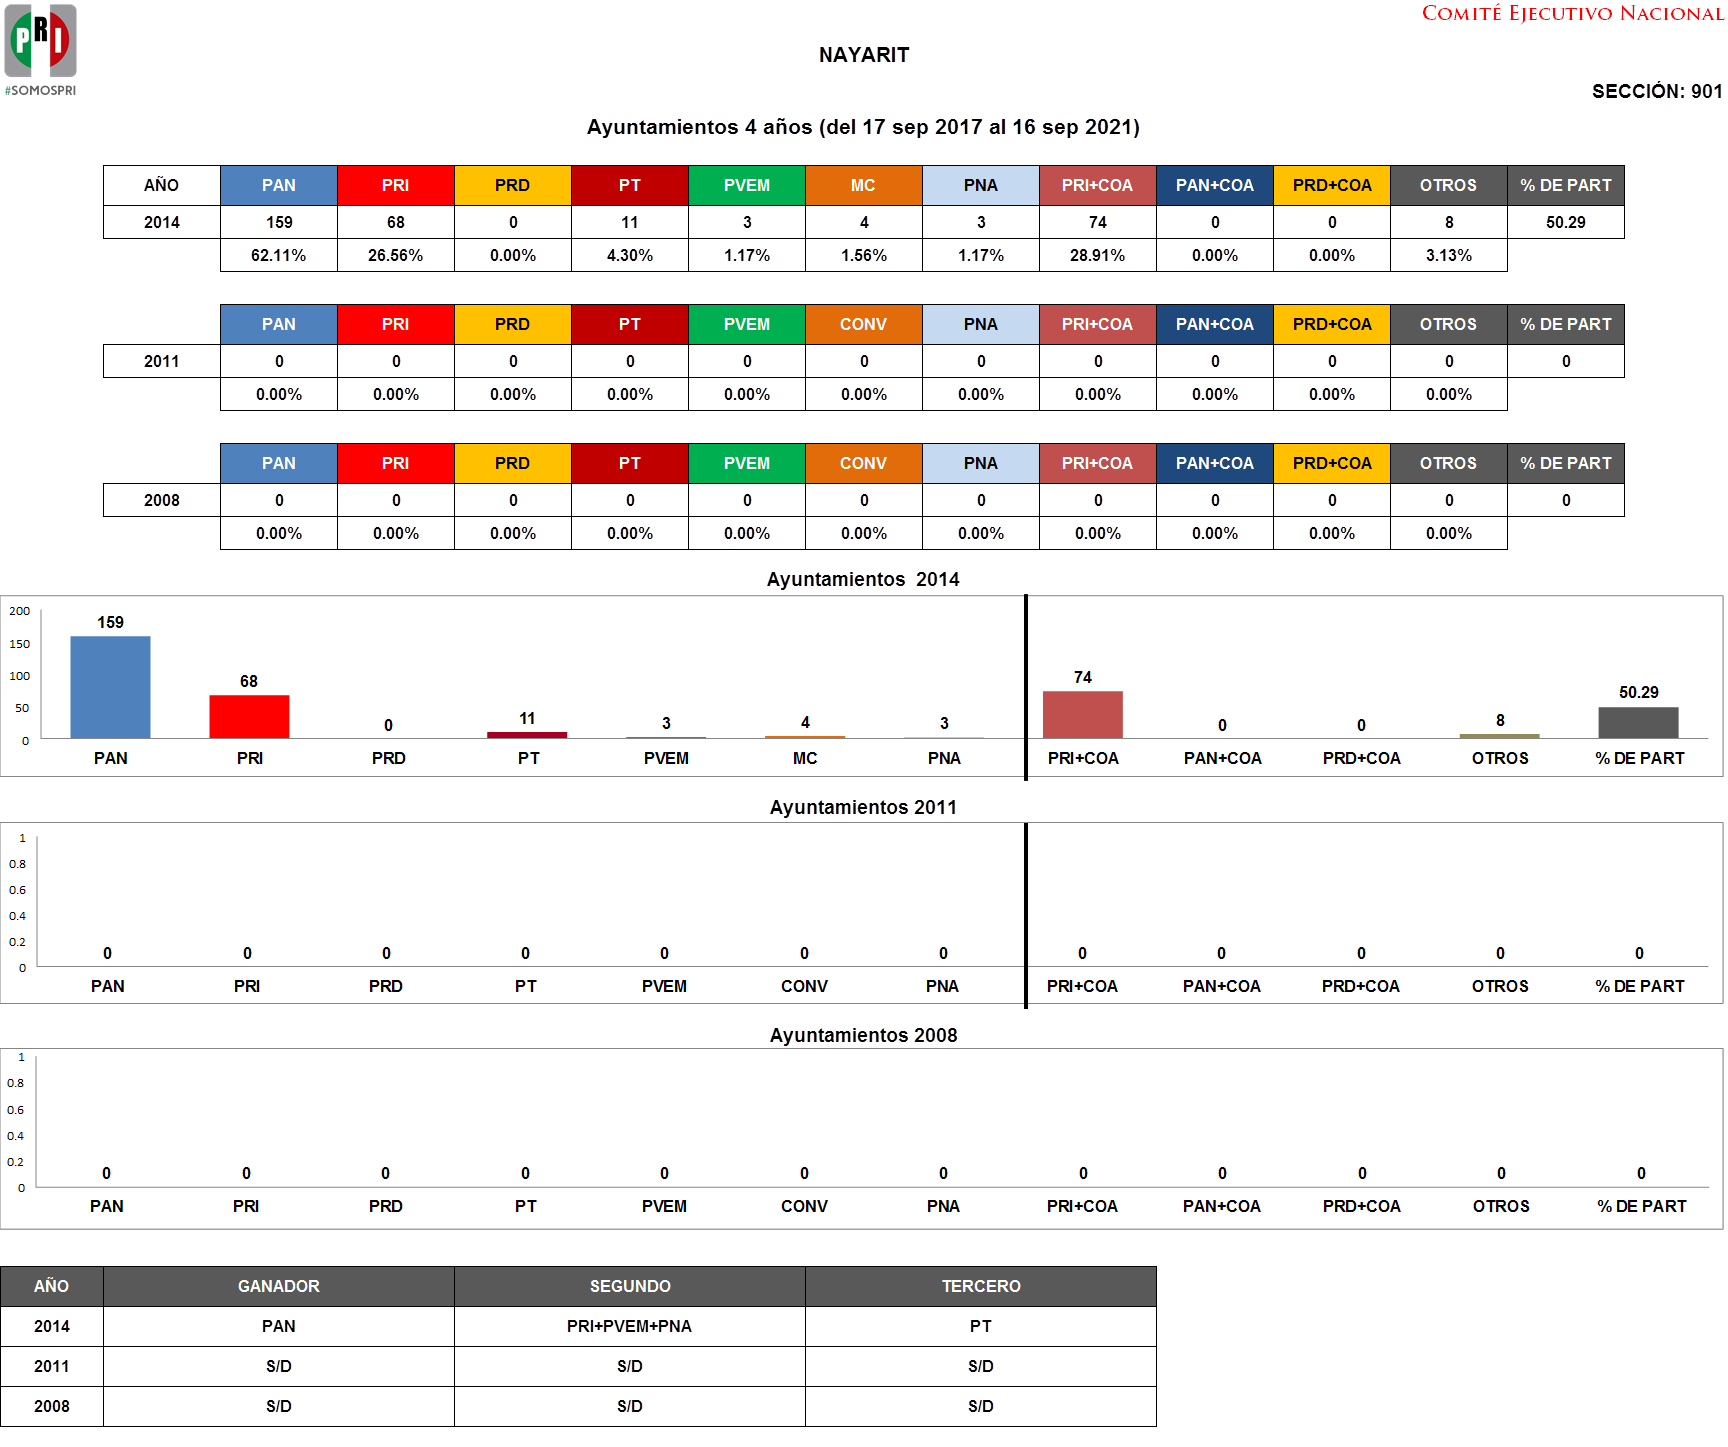 PRI
#SOMOSPRI
COMITÉ EJECUTIVO NACIONAL
NAYARIT
SECCIÓN: 901
Ayuntamientos 4 años (del 17 sep 2017 al 16 sep 2021)
AÑO PAN PRI PRD PT PVEM MC PNA PRI+COA PAN+COA PRD+COA OTROS % DE PART
2014 159 68 0 11 3 4 3 74 0 0 8 50.29
62.11% 26.56% 0.00% 4.30% 1.17% 1.56% 1.17% 28.91% 0.00% 0.00% 3.13%
PAN PRI PRD PT PVEM CONV PNA PRI+COA PAN+COA PRD+COA OTROS % DE PART
2011 0 0 0 0 0 0 0 0 0 0 0 0
0.00% 0.00% 0.00% 0.00% 0.00% 0.00% 0.00% 0.00% 0.00% 0.00% 0.00%
PAN PRI PRD PT PVEM CONV PNA PRI+COA PAN+COA PRD+COA OTROS % DE PART
2008 0 0 0 0 0 0 0 0 0 0 0 0
0.00% 0.00% 0.00% 0.00% 0.00% 0.00% 0.00% 0.00% 0.00% 0.00% 0.00%
Ayuntamientos 2014
200
150
100
50
0
159 68 0 11 3 4 3 74 0 0 8 50.29
PAN PRI PRD PT PVEM MC PNA PRI+COA PAN+COA PRD+COA OTROS % DE PART
Ayuntamientos 2011
1
0.8
0.6
0.4
0.2
0
0 0 0 0 0 0 0 0 0 0 0 0
PAN PRI PRD PT PVEM CONV PNA PRI+COA PAN+COA PRD+COA OTROS % DE PART
Ayuntamientos 2008
1
0.8
0.6
0.4
0.2
0
0 0 0 0 0 0 0 0 0 0 0 0
PAN PRI PRD PT PVEM CONV PNA PRI+COA PAN+COA PRD+COA OTROS % DE PART
AÑO GANADOR SEGUNDO TERCERO
2014 PAN PRI+PVEM+PNA PT
2011 S/D S/D S/D
2008 S/D S/D S/D